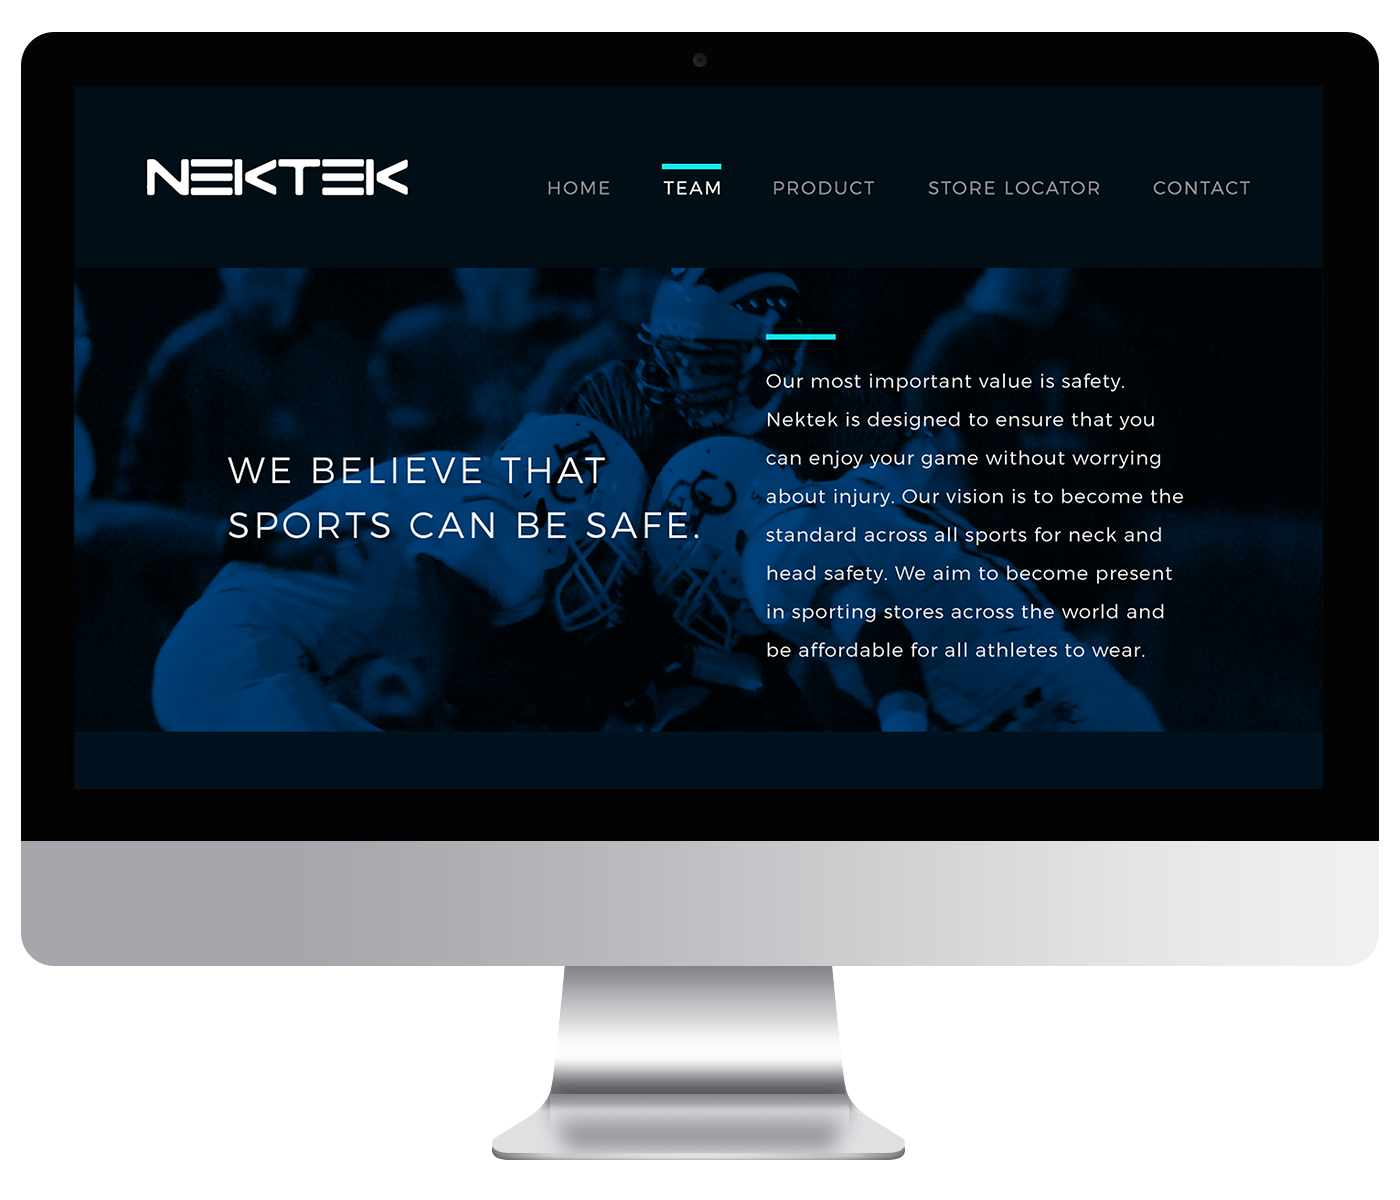 NEKTEK
HOME
TEAM
PRODUCT
STORE LOCATOR
CONTACT
WE BELIEVE THAT
SPORTS CAN BE SAFE.
Our most important value is safety.
Nektek is designed to ensure that you
can enjoy your game without worrying
about injury. Our vision is to become the
standard across all sports for neck and
head safety. We aim to become present
in sporting stores across the world and
be affordable for all athletes to wear.